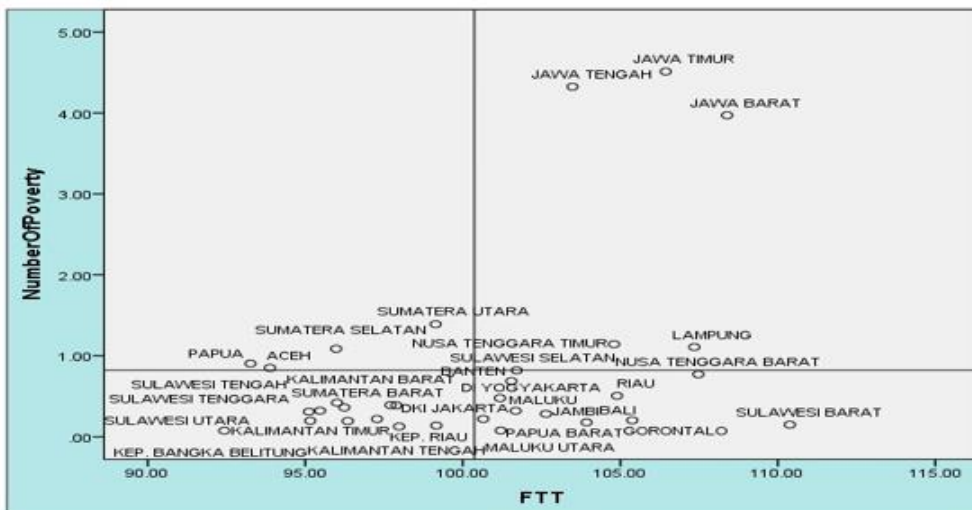 5.00
JAWA TIMUR
JAWA TENGAH
JAWA BARAT
4.00
3.00
NumberOfPoverty
2.00
SUMATERA UTARA
SUMATERA SELATAN
NUSA TENGGARA TIMUR
LAMPUNG
PAPUA
ACEH
SULAWESI SELATAN
NUSA TENGGARA BARAT
1.00
BANTEN
SULAWESI TENGAH
KALIMANTAN BARAT
D.I YOGYAKARTA
RIAU
SULAWESI TENGGARA
SUMATERA BARAT
MALUKU
DKI JAKARTA
JAMBI
BALI
SULAWESI BARAT
SULAWESI UTARA
KALIMANTAN TIMUR
KEP. RIAU
PAPUA BARAT
GORONTALO
.00
KEP. BANGKA BELITUNG
KALIMANTAN TENGAH
MALUKU UTARA
90.00 95.00 100.00 105.00 110.00 115.00
FTT